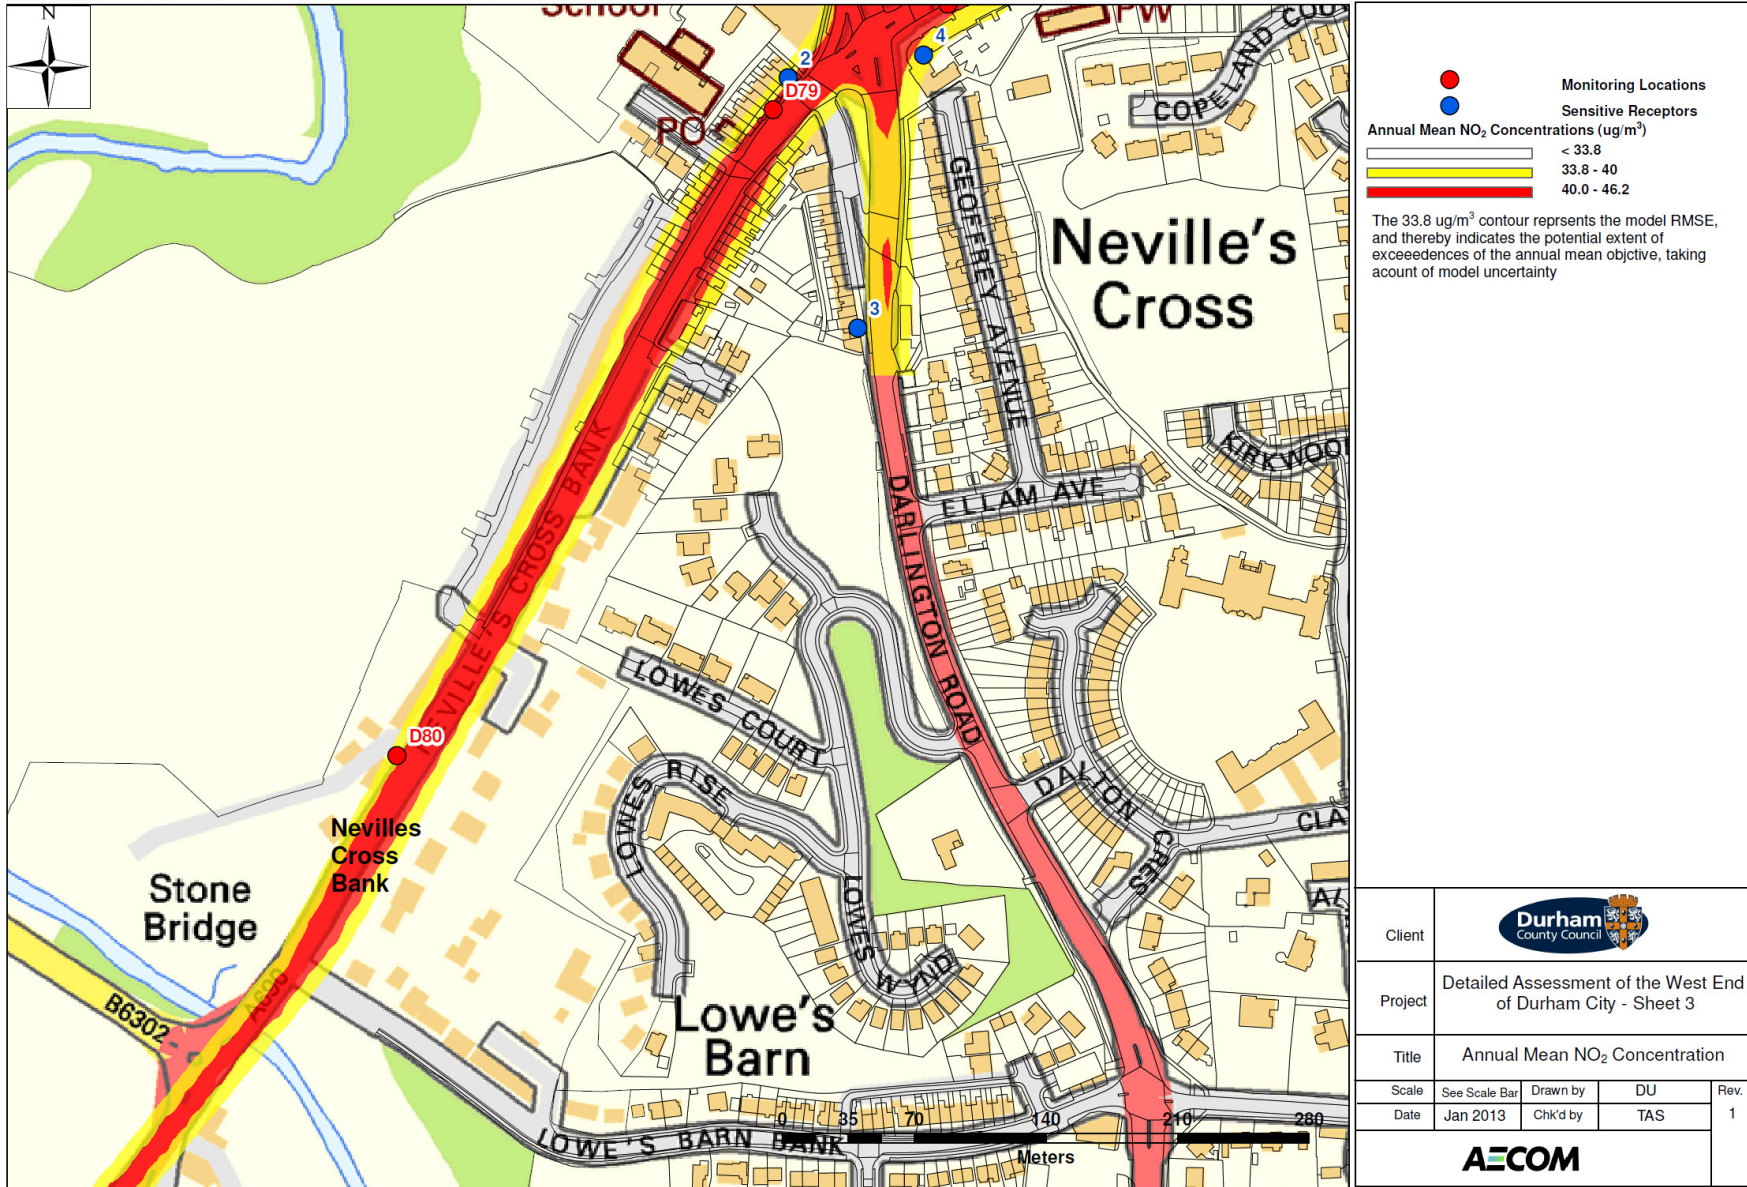 N
School
PW
COPELAND
COU
2
4
D79
PO
GEOFFREY AVENUE
Neville's
Cross
3
NEVILLE'S CROSS BANK
KIRKWOO
ELLAM AVE
DARLINGTON ROAD
LOWES COURT
D80
LOWES RISE
DALTON CRES
CLA
AL
Nevilles
Cross
Bank
Stone
Bridge
LOWES WYND
A690
B6302
Lowe's
Barn
LOWE'S BARN BANK
0 35 70 140 210 280
Meters
Monitoring Locations
Sensitive Receptors
Annual Mean NO₂ Concentrations (ug/m³)
< 33.8
33.8 - 40
40.0 - 46.2
The 33.8 ug/m³ contour reprsents the model RMSE,
and thereby indicates the potential extent of
exceeedences of the annual mean objctive, taking
acount of model uncertainty
Client
Durham
County Council
Project
Detailed Assessment of the West End
of Durham City - Sheet 3
Title
Annual Mean NO₂ Concentration
Scale See Scale Bar Drawn by DU Rev.
Date Jan 2013 Chk'd by TAS 1
AECOM